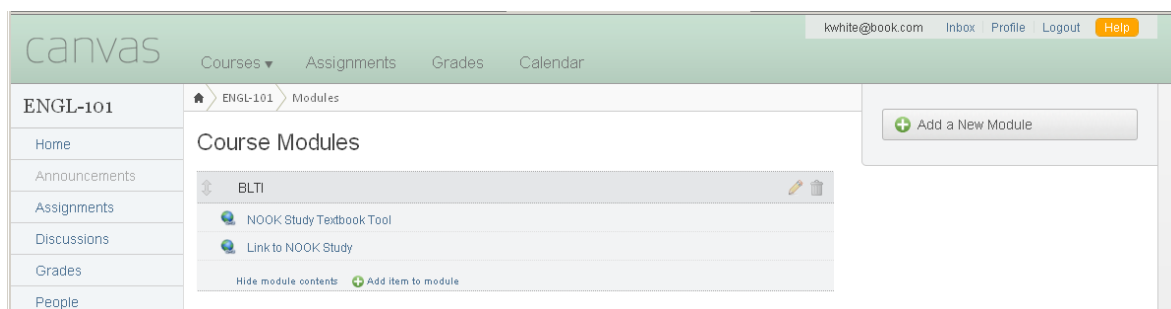 kwhite@book.com Inbox Profile Logout Help
canvas
Courses ▾ Assignments Grades Calendar
ENGL-101
ENGL-101 Modules
Add a New Module
Home
Course Modules
Announcements
BLTI
Assignments
NOOK Study Textbook Tool
Discussions
Link to NOOK Study
Grades
Hide module contents Add item to module
People